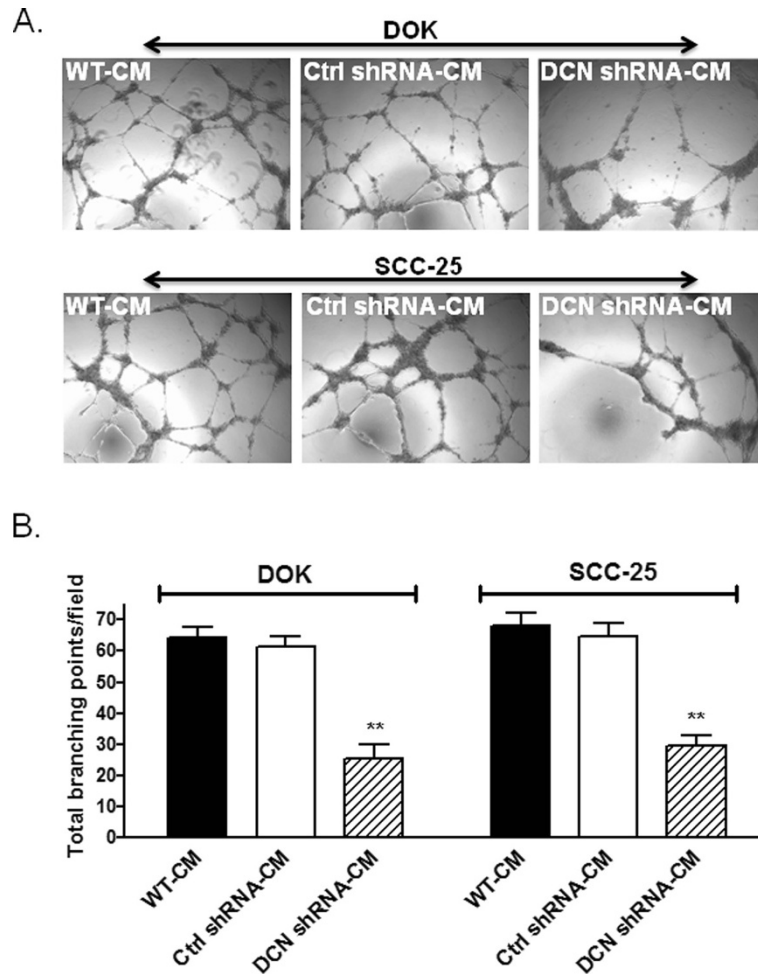 A.
DOK
WT-CM Ctrl shRNA-CM DCN shRNA-CM
SCC-25
WT-CM Ctrl shRNA-CM DCN shRNA-CM
B.
DOK SCC-25
Total branching points/field
70
60
50
40
30
20
10
0
** **
WT-CM
Ctrl shRNA-CM
DCN shRNA-CM
WT-CM
Ctrl shRNA-CM
DCN shRNA-CM